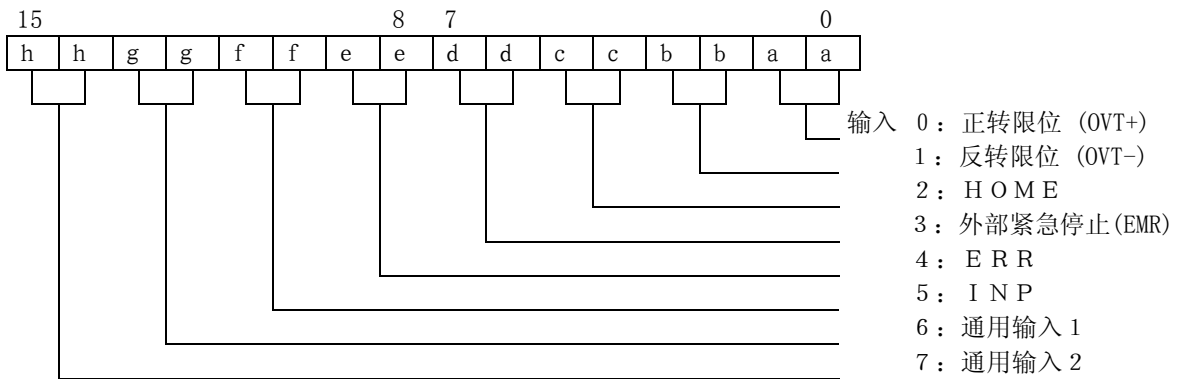 15 8 7 0
h h g g f f e e d d c c b b a a
输入 0：正转限位 (OVT+)
1：反转限位 (OVT-)
2：ＨＯＭＥ
3：外部紧急停止(EMR)
4：ＥＲＲ
5：ＩＮＰ
6：通用输入 1
7：通用输入 2